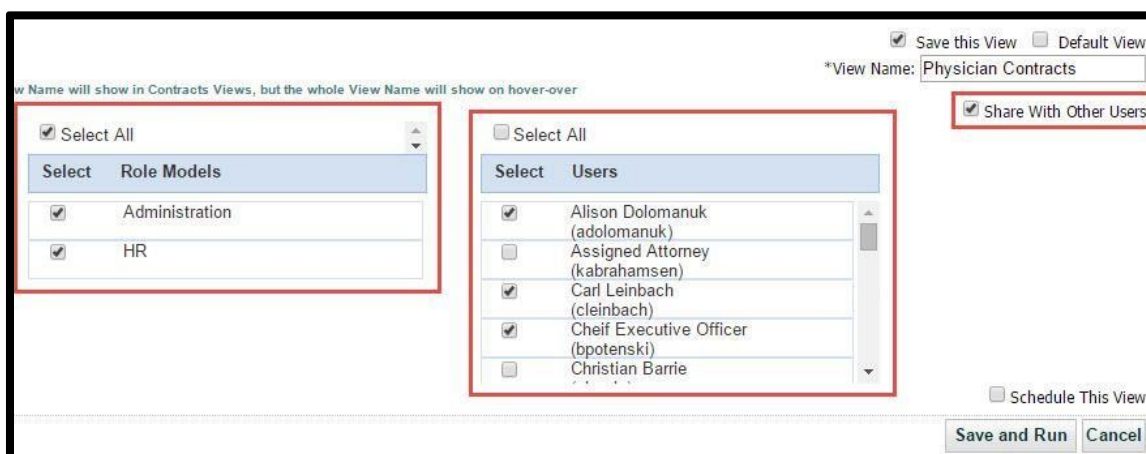 Save this View Default View
*View Name: Physician Contracts
w Name will show in Contracts Views, but the whole View Name will show on hover-over
Share With Other Users
Select All
Select Role Models
Administration
HR
Select All
Select Users
Alison Dolomanuk
(adolomanuk)
Assigned Attorney
(kabrahamsen)
Carl Leinbach
(cleinbach)
Cheif Executive Officer
(bpotenski)
Christian Barrie
Schedule This View
Save and Run Cancel